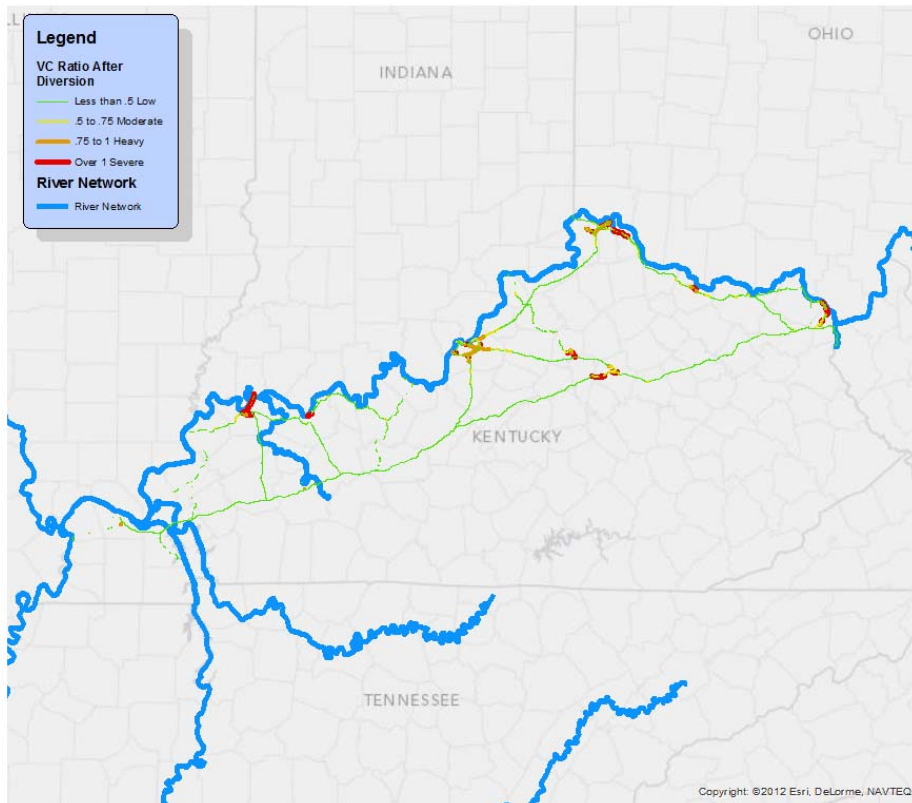 Legend
VC Ratio After
Diversion
Less than .5 Low
.5 to .75 Moderate
.75 to 1 Heavy
Over 1 Severe
River Network
River Network
OHIO
INDIANA
KENTUCKY
TENNESSEE
Copyright: ©2012 Esri, DeLorme, NAVTEQ